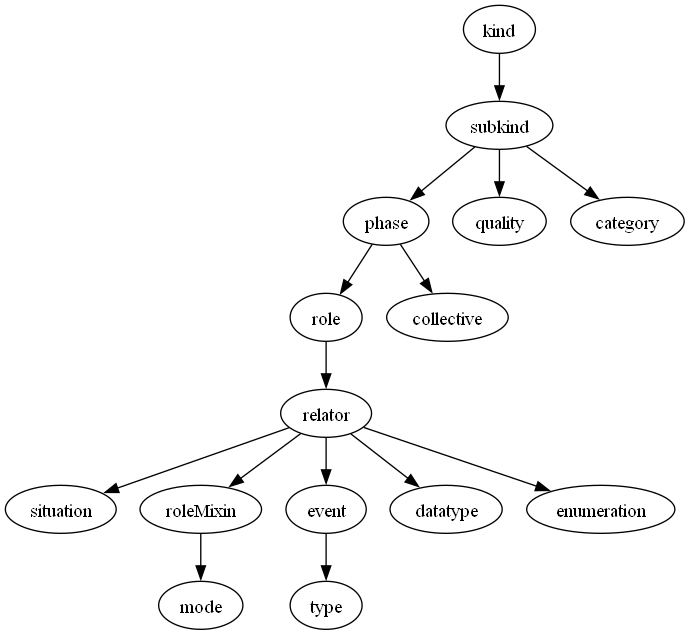 kind
subkind
phase
quality
category
role
collective
relator
situation
roleMixin
event
datatype
enumeration
mode
type